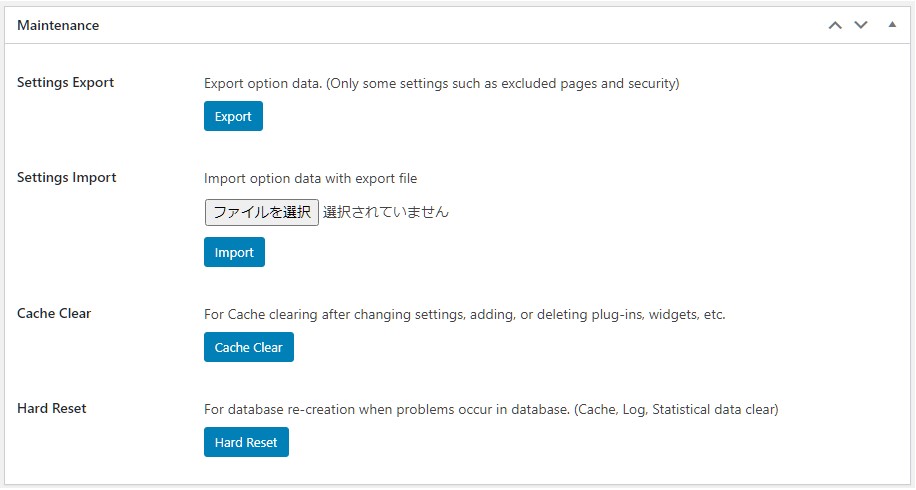 Maintenance
Settings Export
Export option data. (Only some settings such as excluded pages and security)
Export
Settings Import
Import option data with export file
ファイルを選択 選択されていません
Import
Cache Clear
For Cache clearing after changing settings, adding, or deleting plug-ins, widgets, etc.
Cache Clear
Hard Reset
For database re-creation when problems occur in database. (Cache, Log, Statistical data clear)
Hard Reset